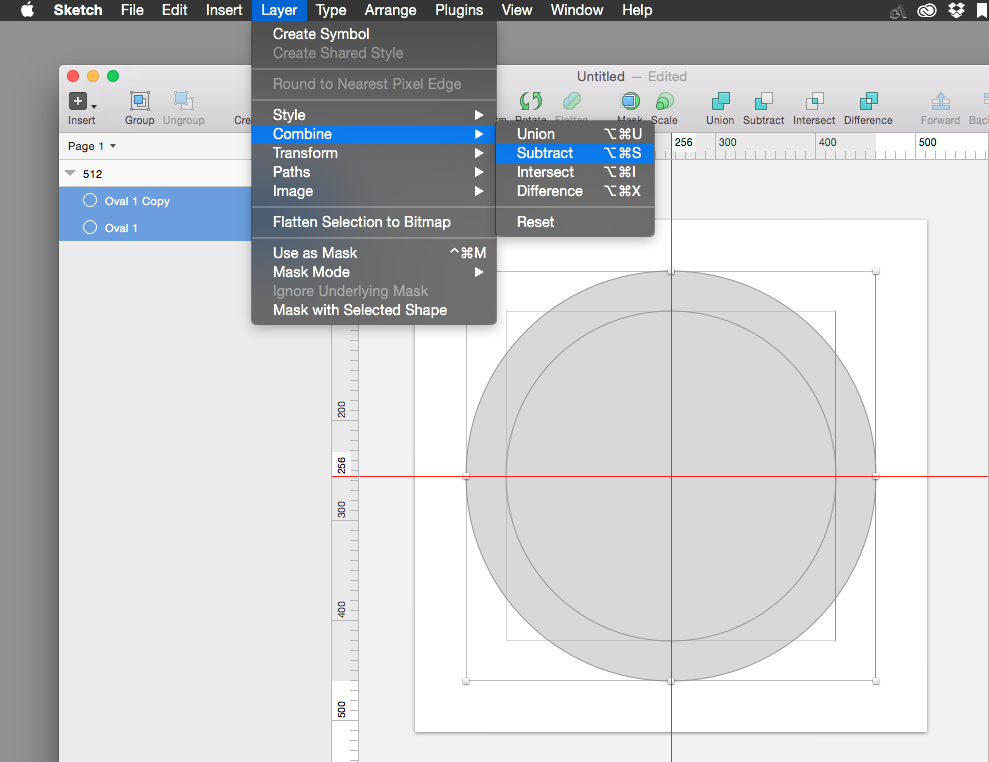 Sketch File Edit Insert Layer Type Arrange Plugins View Window Help
Create Symbol
Create Shared Style
Round to Nearest Pixel Edge
Style
Combine
Transform
Paths
Image
Flatten Selection to Bitmap
Use as Mask ^⌘M
Mask Mode
Ignore Underlying Mask
Mask with Selected Shape
Union ⌥⌘U
Subtract ⌥⌘S
Intersect ⌥⌘I
Difference ⌥⌘X
Reset
Untitled — Edited
Insert Group Ungroup Rotate Flatten Mask Scale Union Subtract Intersect Difference Forward
Page 1
512
Oval 1 Copy
Oval 1
256 300 400 500
200
256
300
400
500